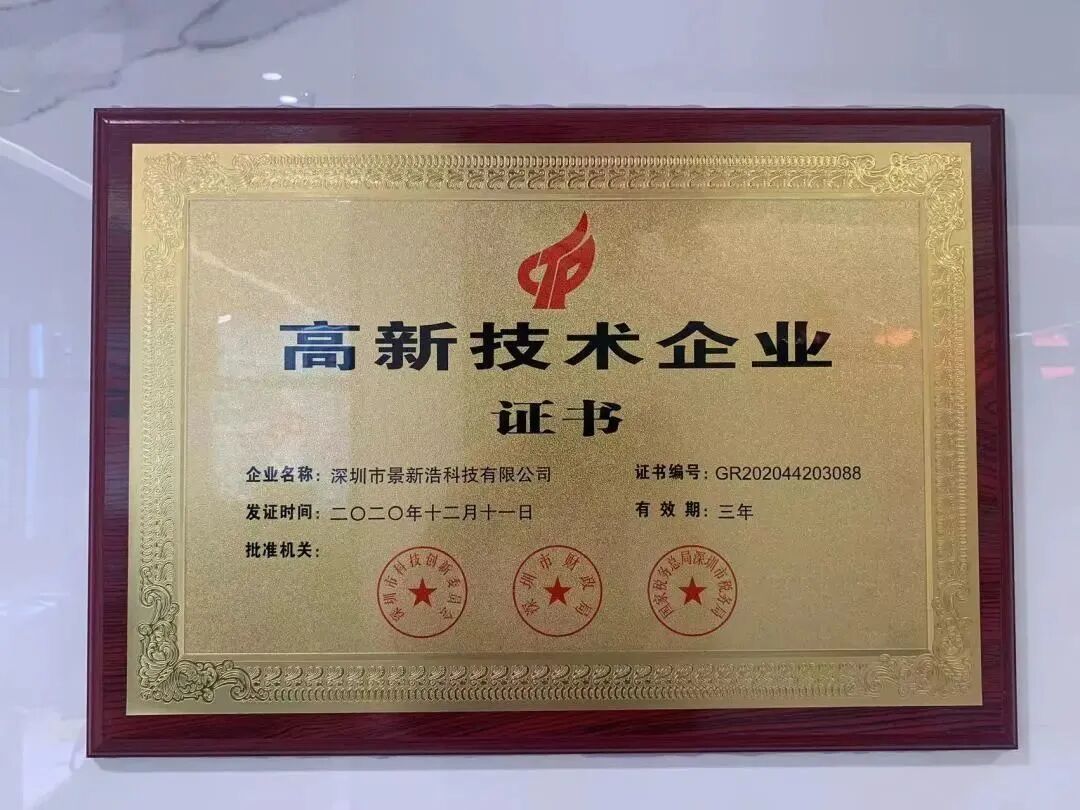 高新技术企业
证书
企业名称：深圳市景新浩科技有限公司
证书编号：GR202044203088
发证时间：二〇二〇年十二月十一日
有效期：三年
批准机关：
深圳市科技创新委员会
深圳市财政局
国家税务总局深圳市税务局